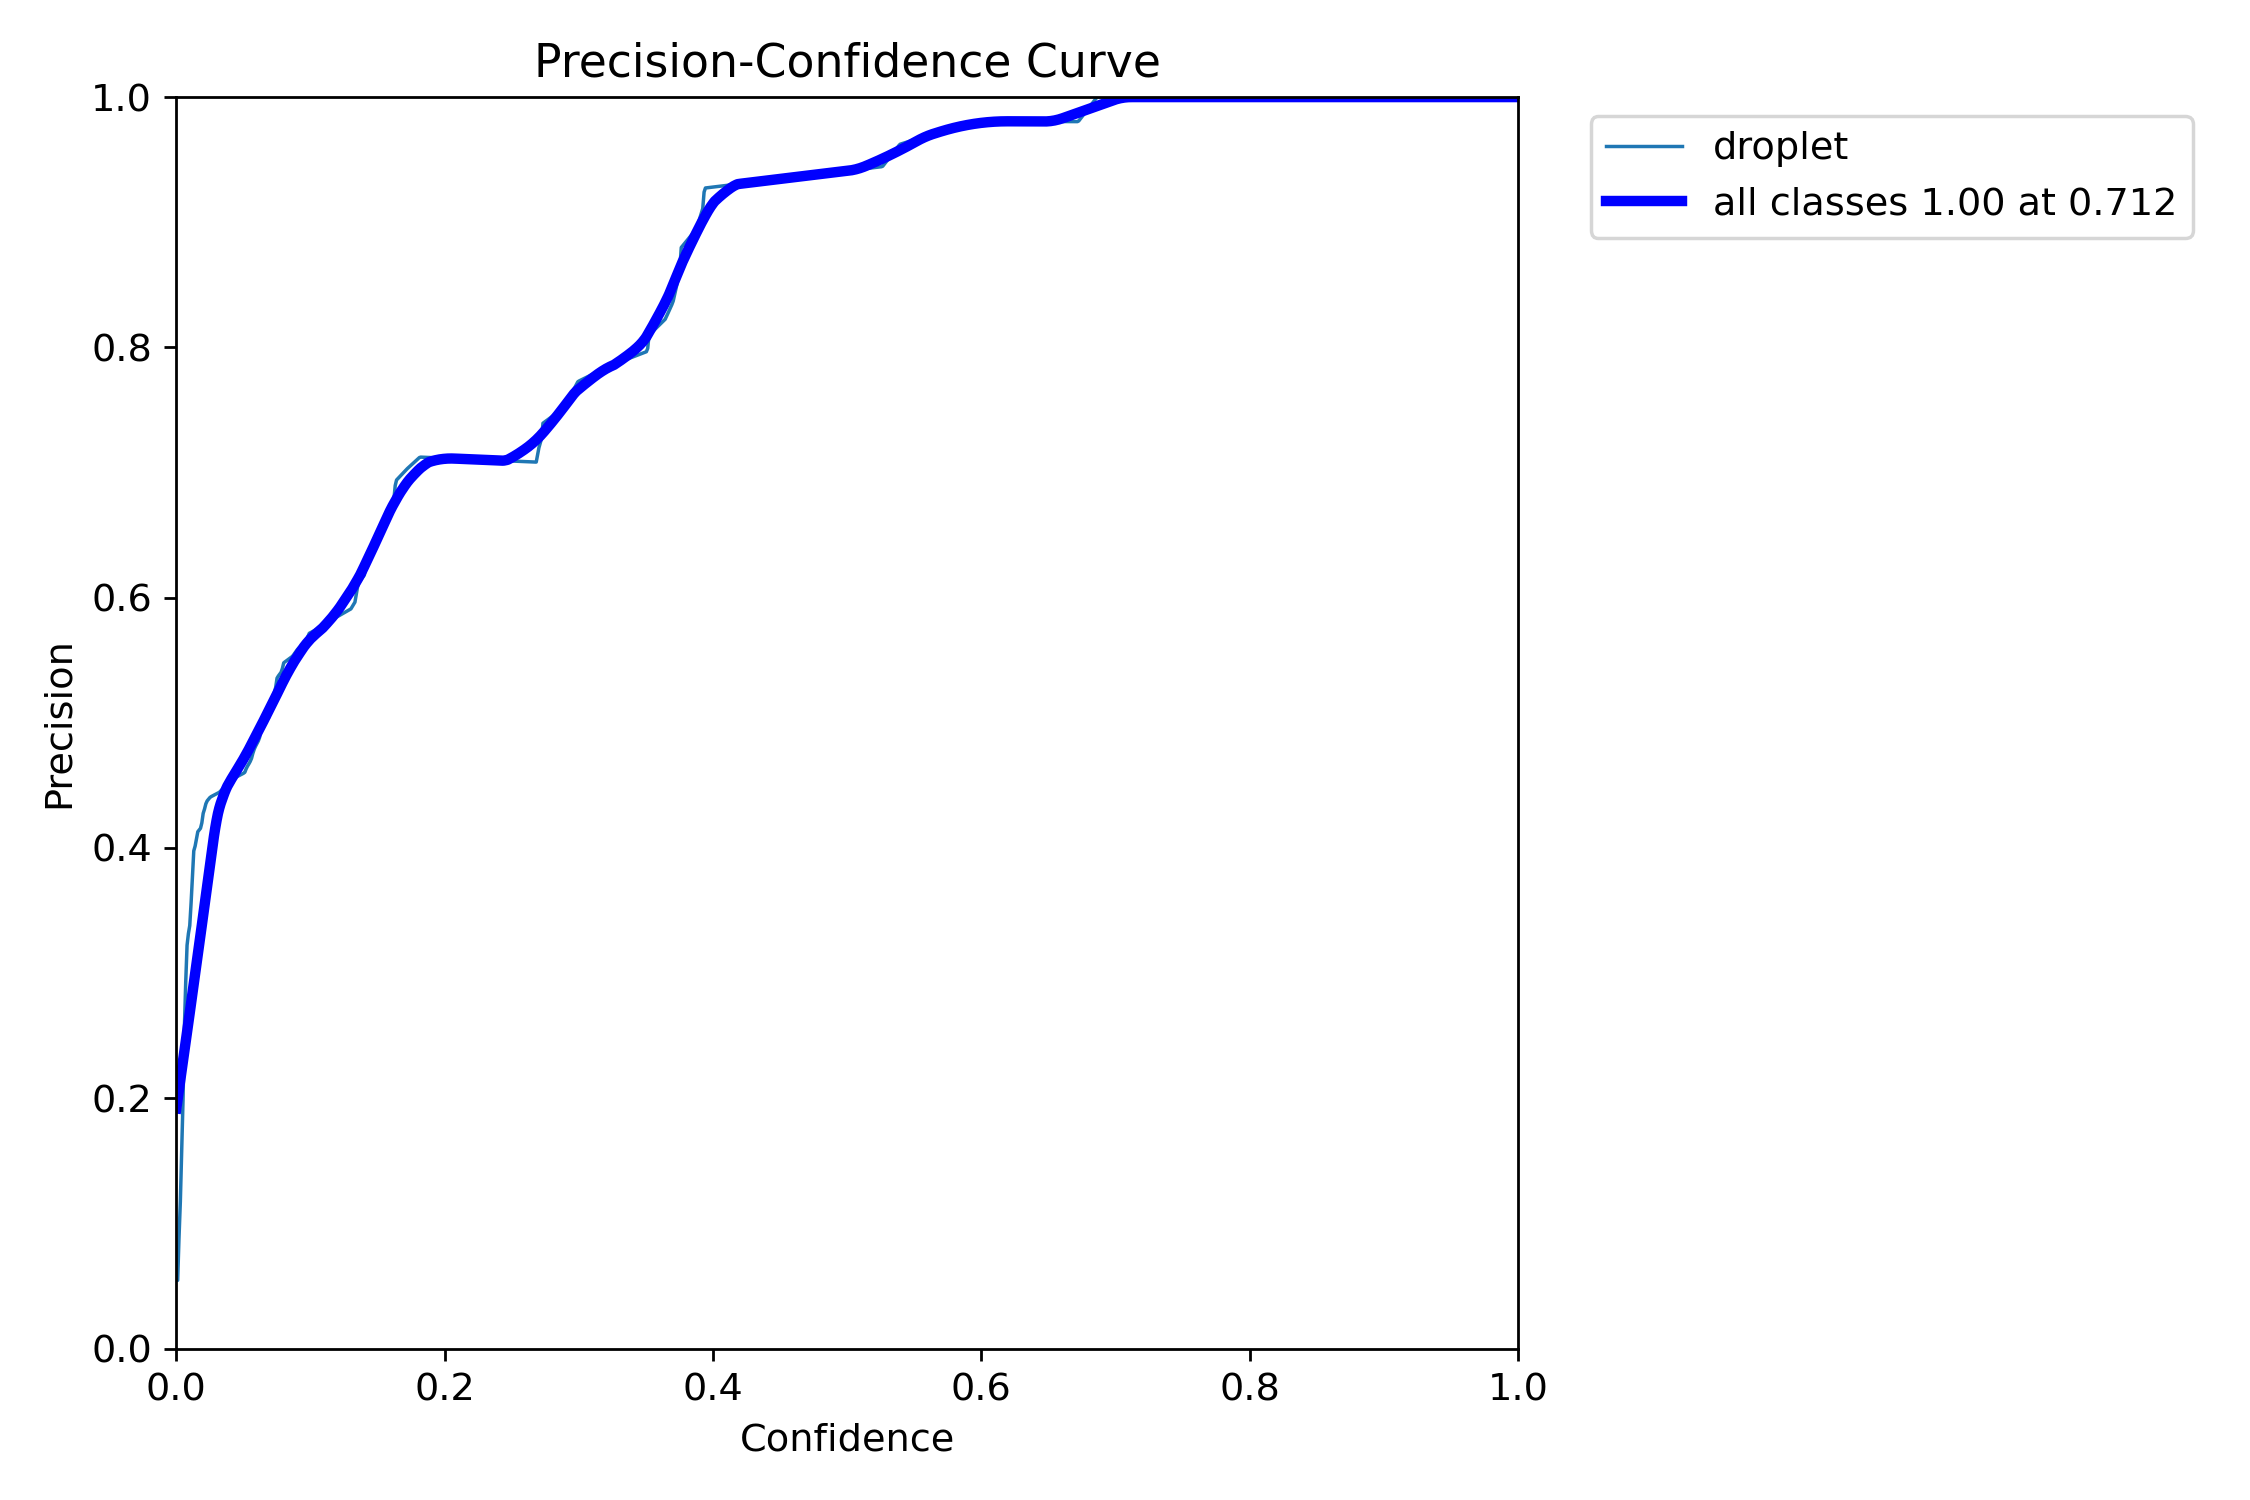 Precision-Confidence Curve
1.0
0.8
0.6
0.4
0.2
0.0
Precision
0.0 0.2 0.4 0.6 0.8 1.0
Confidence
droplet
all classes 1.00 at 0.712